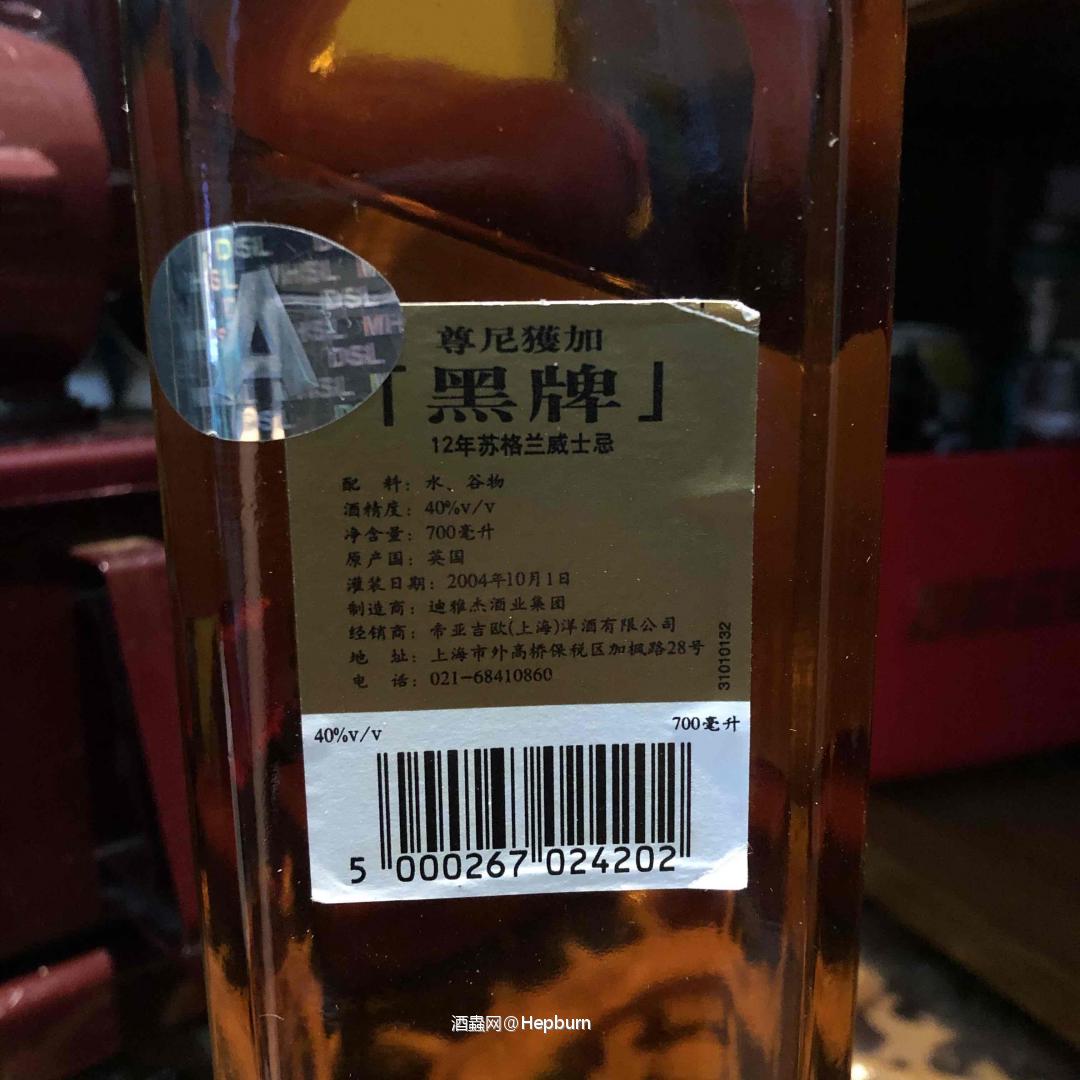 DSL
A
DSL
MH
DSL
尊尼獲加
「黑牌」
12年苏格兰威士忌
配 料：水、谷物
酒精度：40%v/v
净含量：700毫升
原产国：英国
灌装日期：2004年10月1日
制造商：迪雅杰酒业集团
经销商：帝亚吉欧(上海)洋酒有限公司
地 址：上海市外高桥保税区加枫路28号
电 话：021-68410860
31010132
40%v/v
700毫升
5 000267 024202
酒蟲网@Hepburn